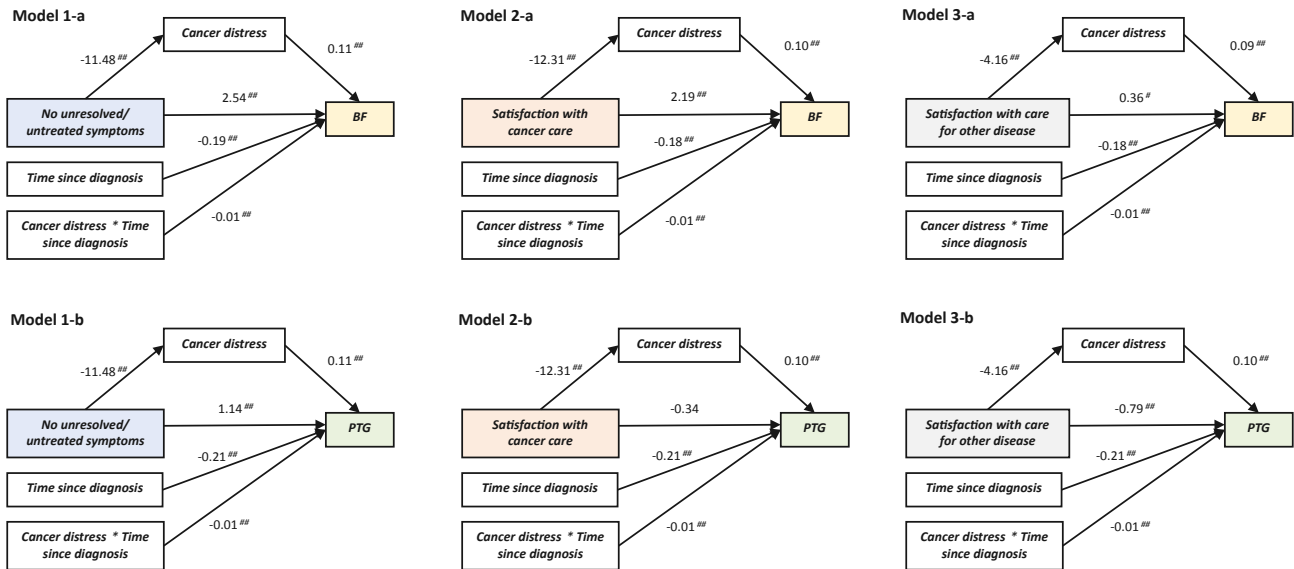 Model 1-a
Cancer distress
-11.48 ##
0.11 ##
No unresolved/
untreated symptoms
2.54 ##
BF
-0.19 ##
Time since diagnosis
-0.01 ##
Cancer distress * Time
since diagnosis
Model 2-a
Cancer distress
-12.31 ##
0.10 ##
Satisfaction with
cancer care
2.19 ##
BF
-0.18 ##
Time since diagnosis
-0.01 ##
Cancer distress * Time
since diagnosis
Model 3-a
Cancer distress
-4.16 ##
0.09 ##
Satisfaction with care
for other disease
0.36 #
BF
-0.18 ##
Time since diagnosis
-0.01 ##
Cancer distress * Time
since diagnosis
Model 1-b
Cancer distress
-11.48 ##
0.11 ##
No unresolved/
untreated symptoms
1.14 ##
PTG
-0.21 ##
Time since diagnosis
-0.01 ##
Cancer distress * Time
since diagnosis
Model 2-b
Cancer distress
-12.31 ##
0.10 ##
Satisfaction with
cancer care
-0.34
PTG
-0.21 ##
Time since diagnosis
-0.01 ##
Cancer distress * Time
since diagnosis
Model 3-b
Cancer distress
-4.16 ##
0.10 ##
Satisfaction with care
for other disease
-0.79 ##
PTG
-0.21 ##
Time since diagnosis
-0.01 ##
Cancer distress * Time
since diagnosis